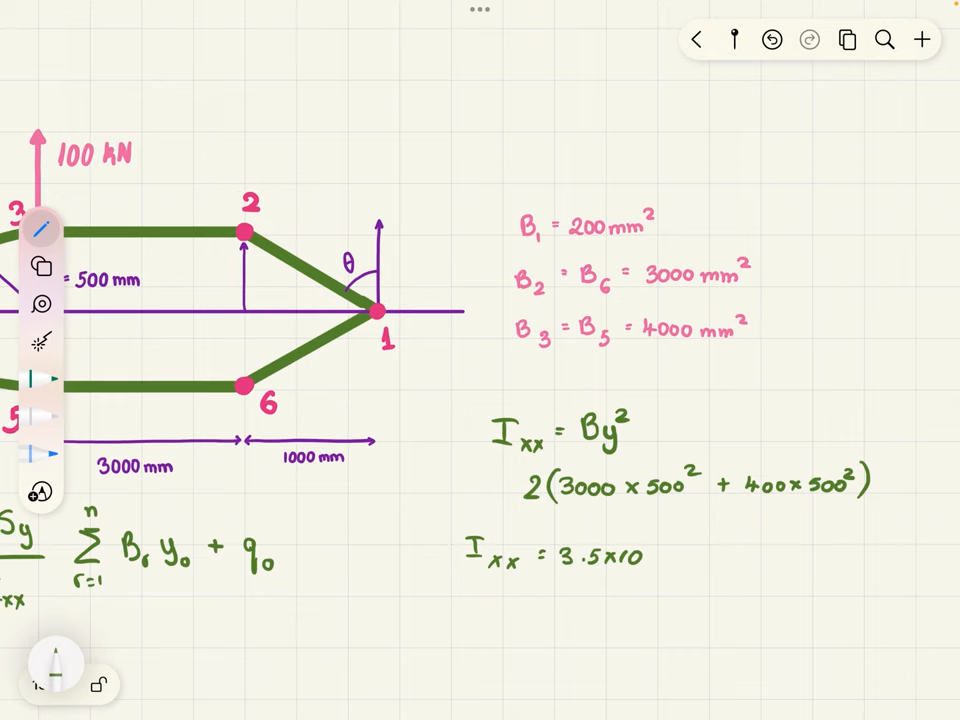 100 kN
3
2
θ
= 500 mm
1
5
6
3000 mm
1000 mm
B₁ = 200 mm²
B₂ = B₆ = 3000 mm²
B₃ = B₅ = 4000 mm²
Iₓₓ = By²
2(3000 × 500² + 400 × 500²)
Iₓₓ = 3.5×10
Sy
xx
n
∑ Bᵣ y₀ + q₀
r=1